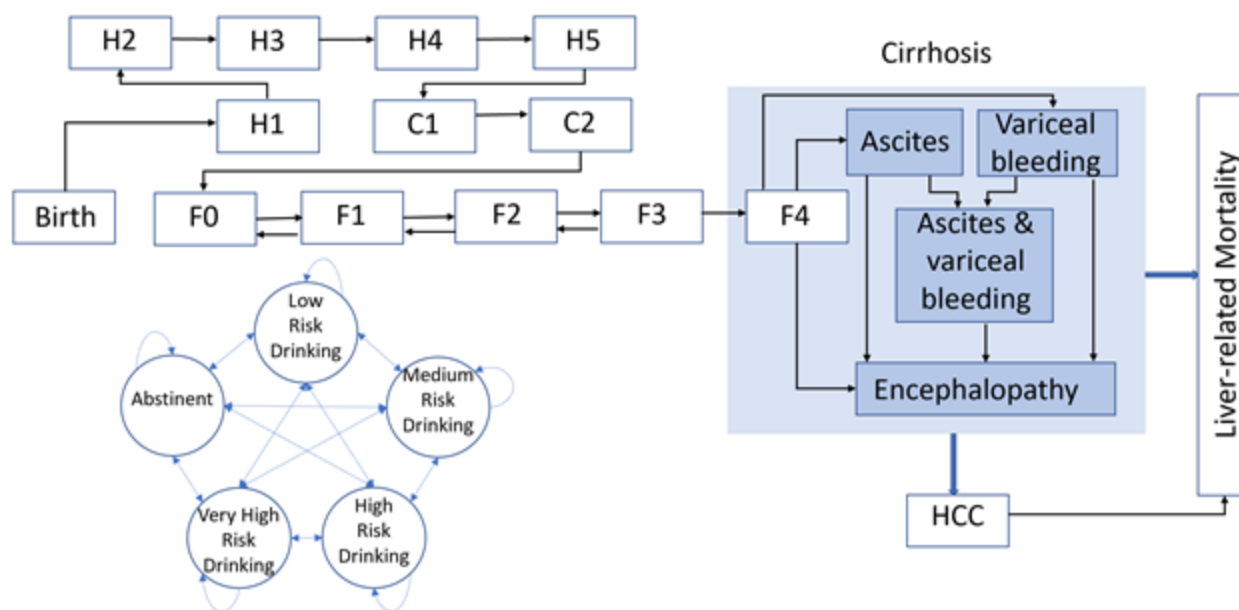 H2
H3
H4
H5
Cirrhosis
H1
C1
C2
Ascites
Variceal
bleeding
Birth
F0
F1
F2
F3
F4
Ascites &
variceal
bleeding
Encephalopathy
HCC
Liver-related Mortality
Low
Risk
Drinking
Abstinent
Medium
Risk
Drinking
Very High
Risk
Drinking
High
Risk
Drinking